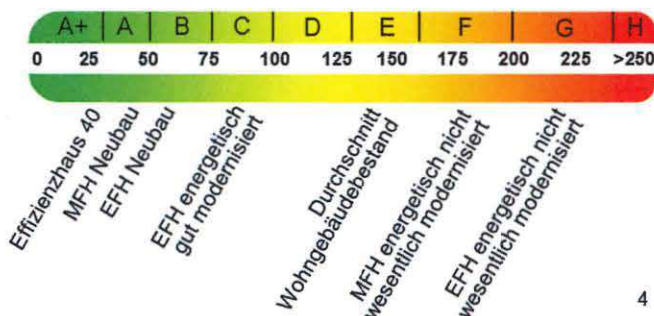 A+ A B C D E F G H
0 25 50 75 100 125 150 175 200 225 >250
Effizienzhaus 40
MFH Neubau
EFH Neubau
EFH energetisch
gut modernisiert
Durchschnitt
Wohngebäudebestand
MFH energetisch nicht
wesentlich modernisiert
EFH energetisch nicht
wesentlich modernisiert
4